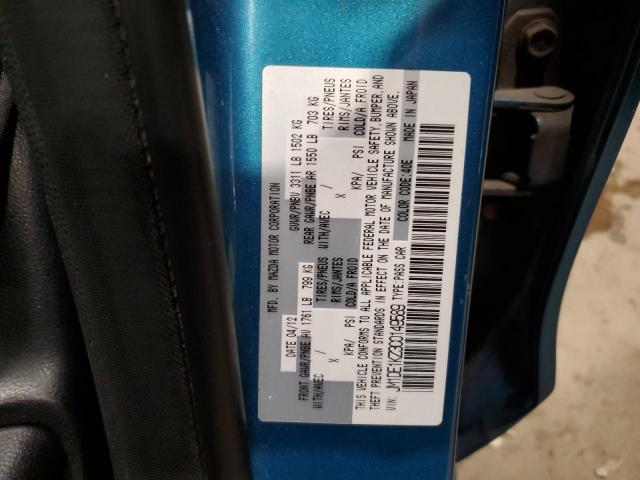 MFD. BY MAZDA MOTOR CORPORATION
DATE 04/12 GVWR/PNBV 3311 LB 1502 KG
FRONT GAWR/PNBE AV 1761 LB 799 KG REAR GAWR/PNBE AR 1550 LB 703 KG
WITH/AVEC TIRES/PNEUS WITH/AVEC TIRES/PNEUS
X RIMS/JANTES X RIMS/JANTES
KPA/ PSI COLD/A FROID KPA/ PSI COLD/A FROID
THIS VEHICLE CONFORMS TO ALL APPLICABLE FEDERAL MOTOR VEHICLE SAFETY, BUMPER, AND
THEFT PREVENTION STANDARDS IN EFFECT ON THE DATE OF MANUFACTURE SHOWN ABOVE.
VIN: JM1DE1KZ3C0149589 TYPE:PASS CAR COLOR CODE:40E MADE IN JAPAN